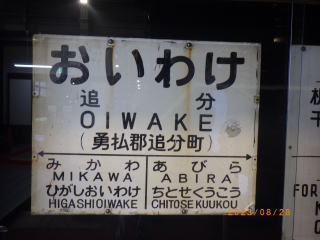 おいわけ
追分
OIWAKE
(勇払郡追分町)
みかわ あびら
MIKAWA ABIRA
ひがしおいわけ ちとせくうこう
HIGASHIOIWAKE CHITOSEKUUKOU
2023/08/28
FOR